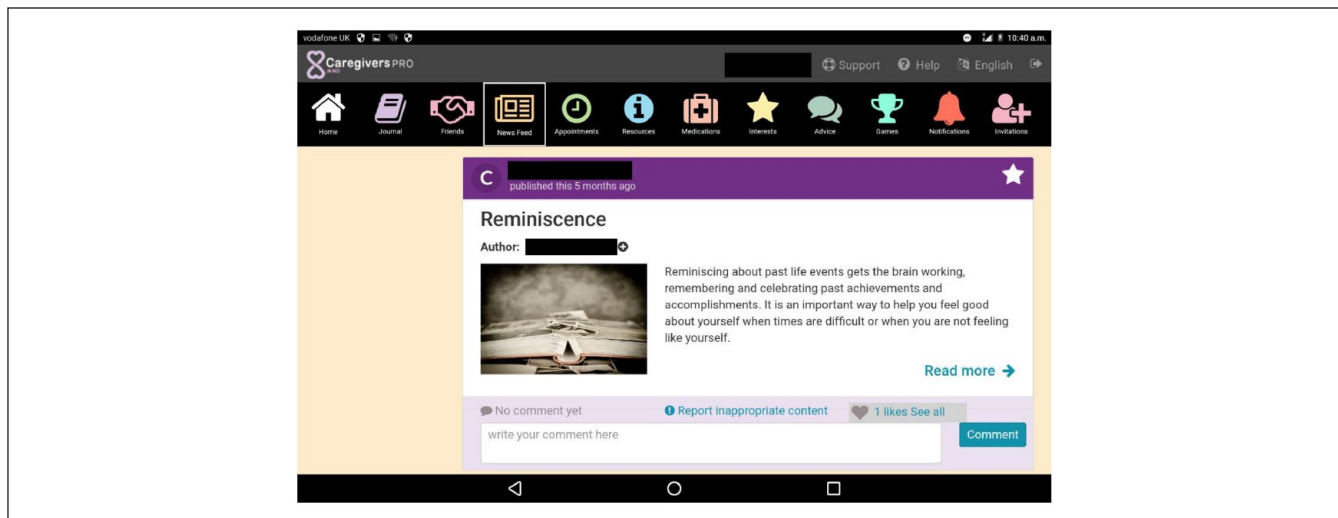 vodafone UK 10:40 a.m.
Caregivers PRO
MMD
Support Help English
Home Journal Friends News Feed Appointments Resources Medications Interests Advice Games Notifications Invitations
C
published this 5 months ago
Reminiscence
Author:
Reminiscing about past life events gets the brain working,
remembering and celebrating past achievements and
accomplishments. It is an important way to help you feel good
about yourself when times are difficult or when you are not feeling
like yourself.
Read more
No comment yet Report inappropriate content 1 likes See all
write your comment here
Comment